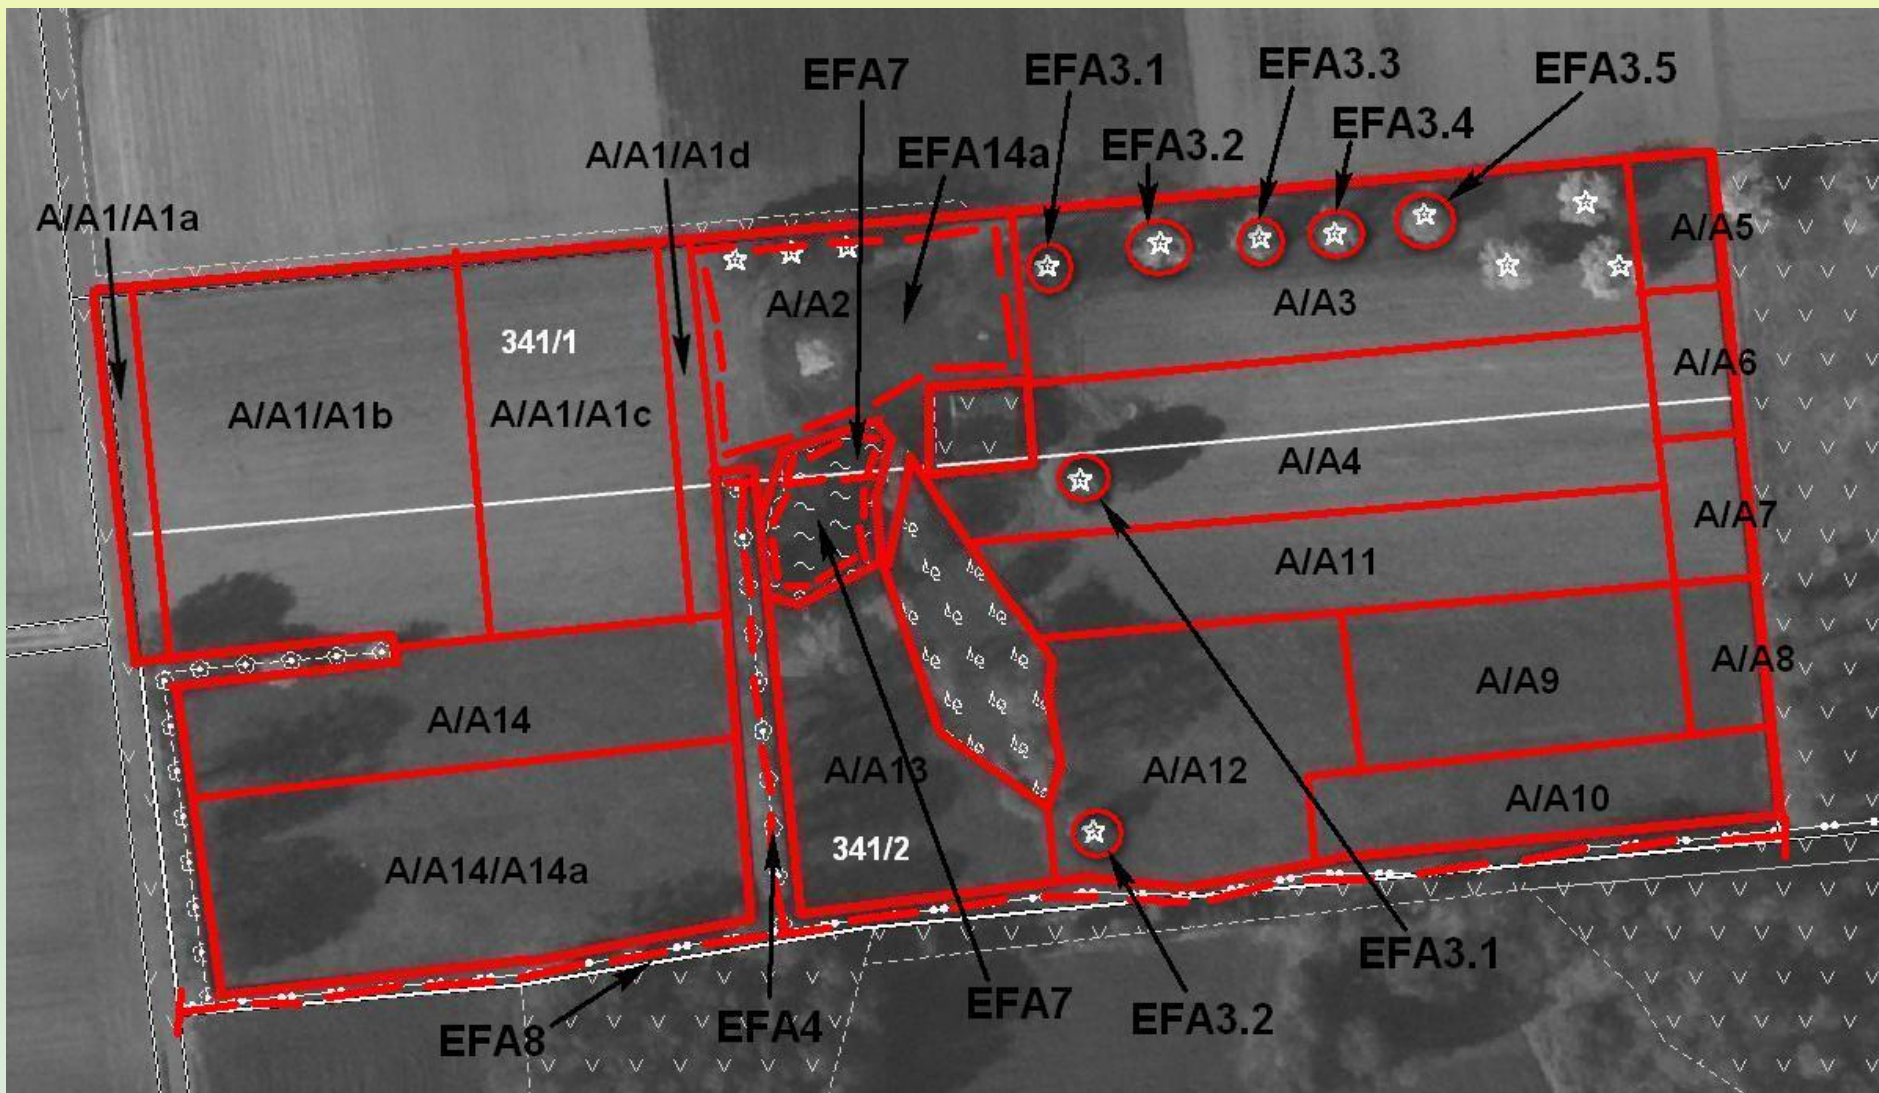 EFA7
EFA3.1
EFA3.3
EFA3.5
EFA3.4
EFA3.2
EFA14a
A/A1/A1d
A/A1/A1a
A/A5
A/A2
A/A3
341/1
A/A6
A/A1/A1b
A/A1/A1c
A/A4
A/A7
A/A11
A/A8
A/A9
A/A14
A/A13
A/A12
A/A10
341/2
A/A14/A14a
EFA3.1
EFA7
EFA3.2
EFA4
EFA8